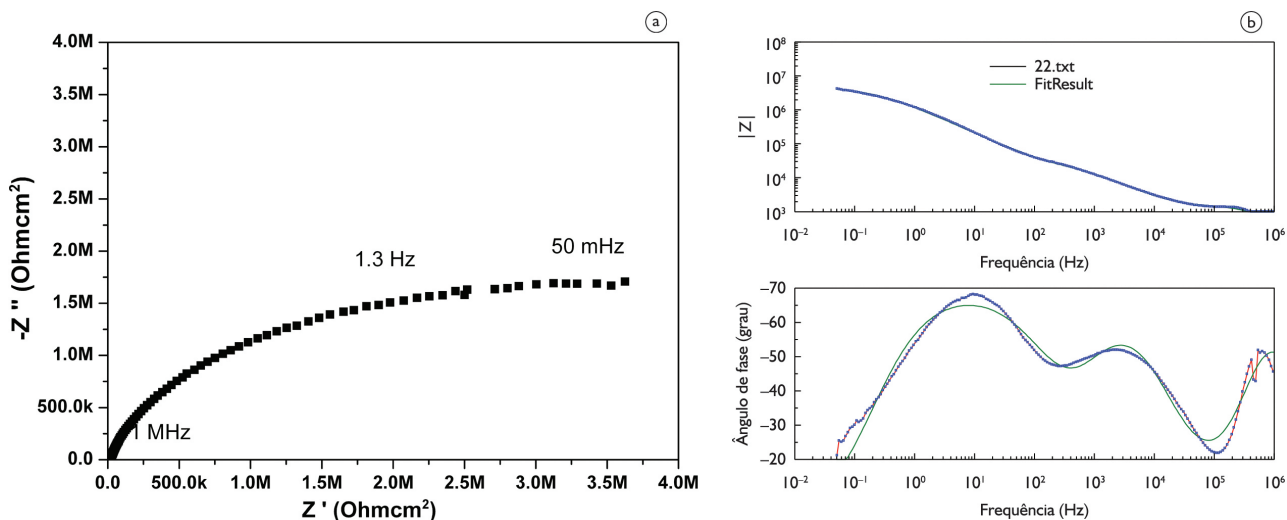 a
4.0M
3.5M
3.0M
2.5M
2.0M
1.5M
1.0M
500.0k
0.0
-Z '' (Ohmcm²)
1.3 Hz
50 mHz
1 MHz
0.0 500.0k 1.0M 1.5M 2.0M 2.5M 3.0M 3.5M 4.0M
Z ' (Ohmcm²)
b
10⁸
10⁷
10⁶
10⁵
10⁴
10³
|Z|
22.txt
FitResult
10⁻² 10⁻¹ 10⁰ 10¹ 10² 10³ 10⁴ 10⁵ 10⁶
Frequência (Hz)
−70
−60
−50
−40
−30
−20
Ângulo de fase (grau)
10⁻² 10⁻¹ 10⁰ 10¹ 10² 10³ 10⁴ 10⁵ 10⁶
Frequência (Hz)